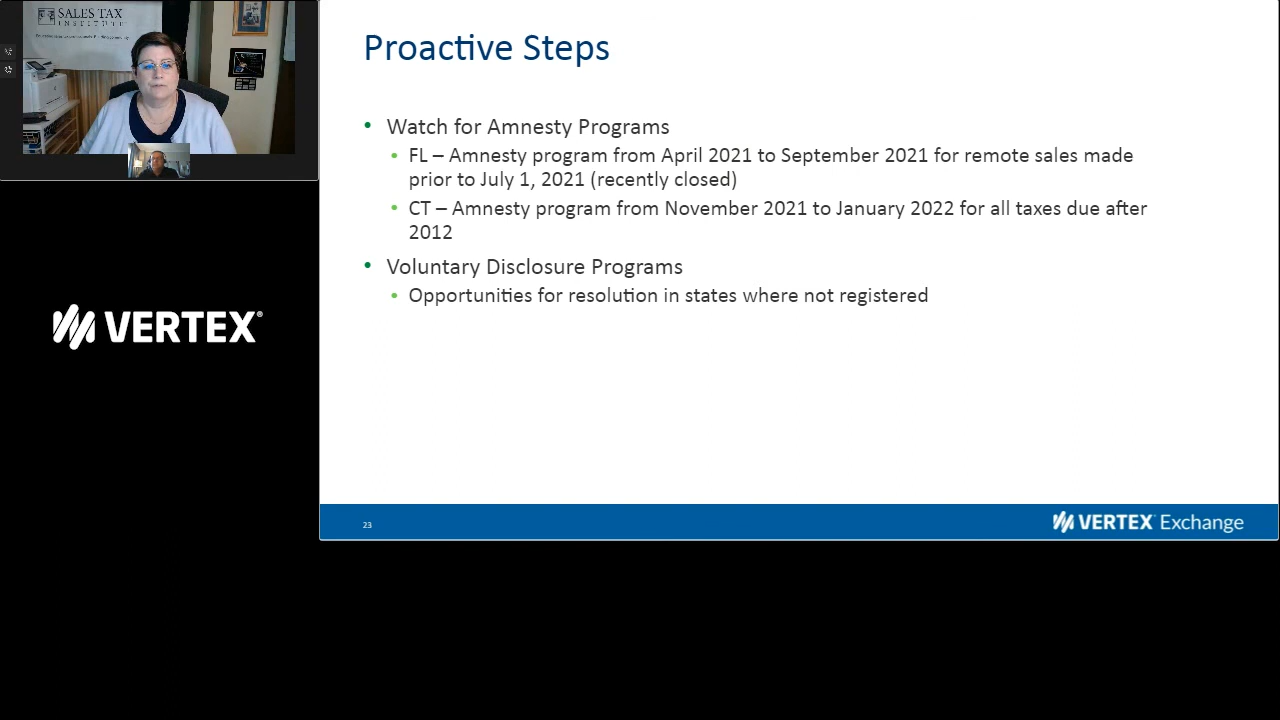 SALES TAX
INSTITUTE
VERTEX®
Proactive Steps
• Watch for Amnesty Programs
• FL – Amnesty program from April 2021 to September 2021 for remote sales made
prior to July 1, 2021 (recently closed)
• CT – Amnesty program from November 2021 to January 2022 for all taxes due after
2012
• Voluntary Disclosure Programs
• Opportunities for resolution in states where not registered
23
VERTEX Exchange